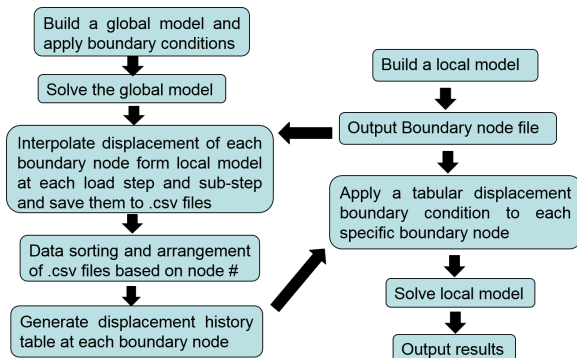 Build a global model and
apply boundary conditions
Solve the global model
Interpolate displacement of each
boundary node form local model
at each load step and sub-step
and save them to .csv files
Data sorting and arrangement
of .csv files based on node #
Generate displacement history
table at each boundary node
Build a local model
Output Boundary node file
Apply a tabular displacement
boundary condition to each
specific boundary node
Solve local model
Output results